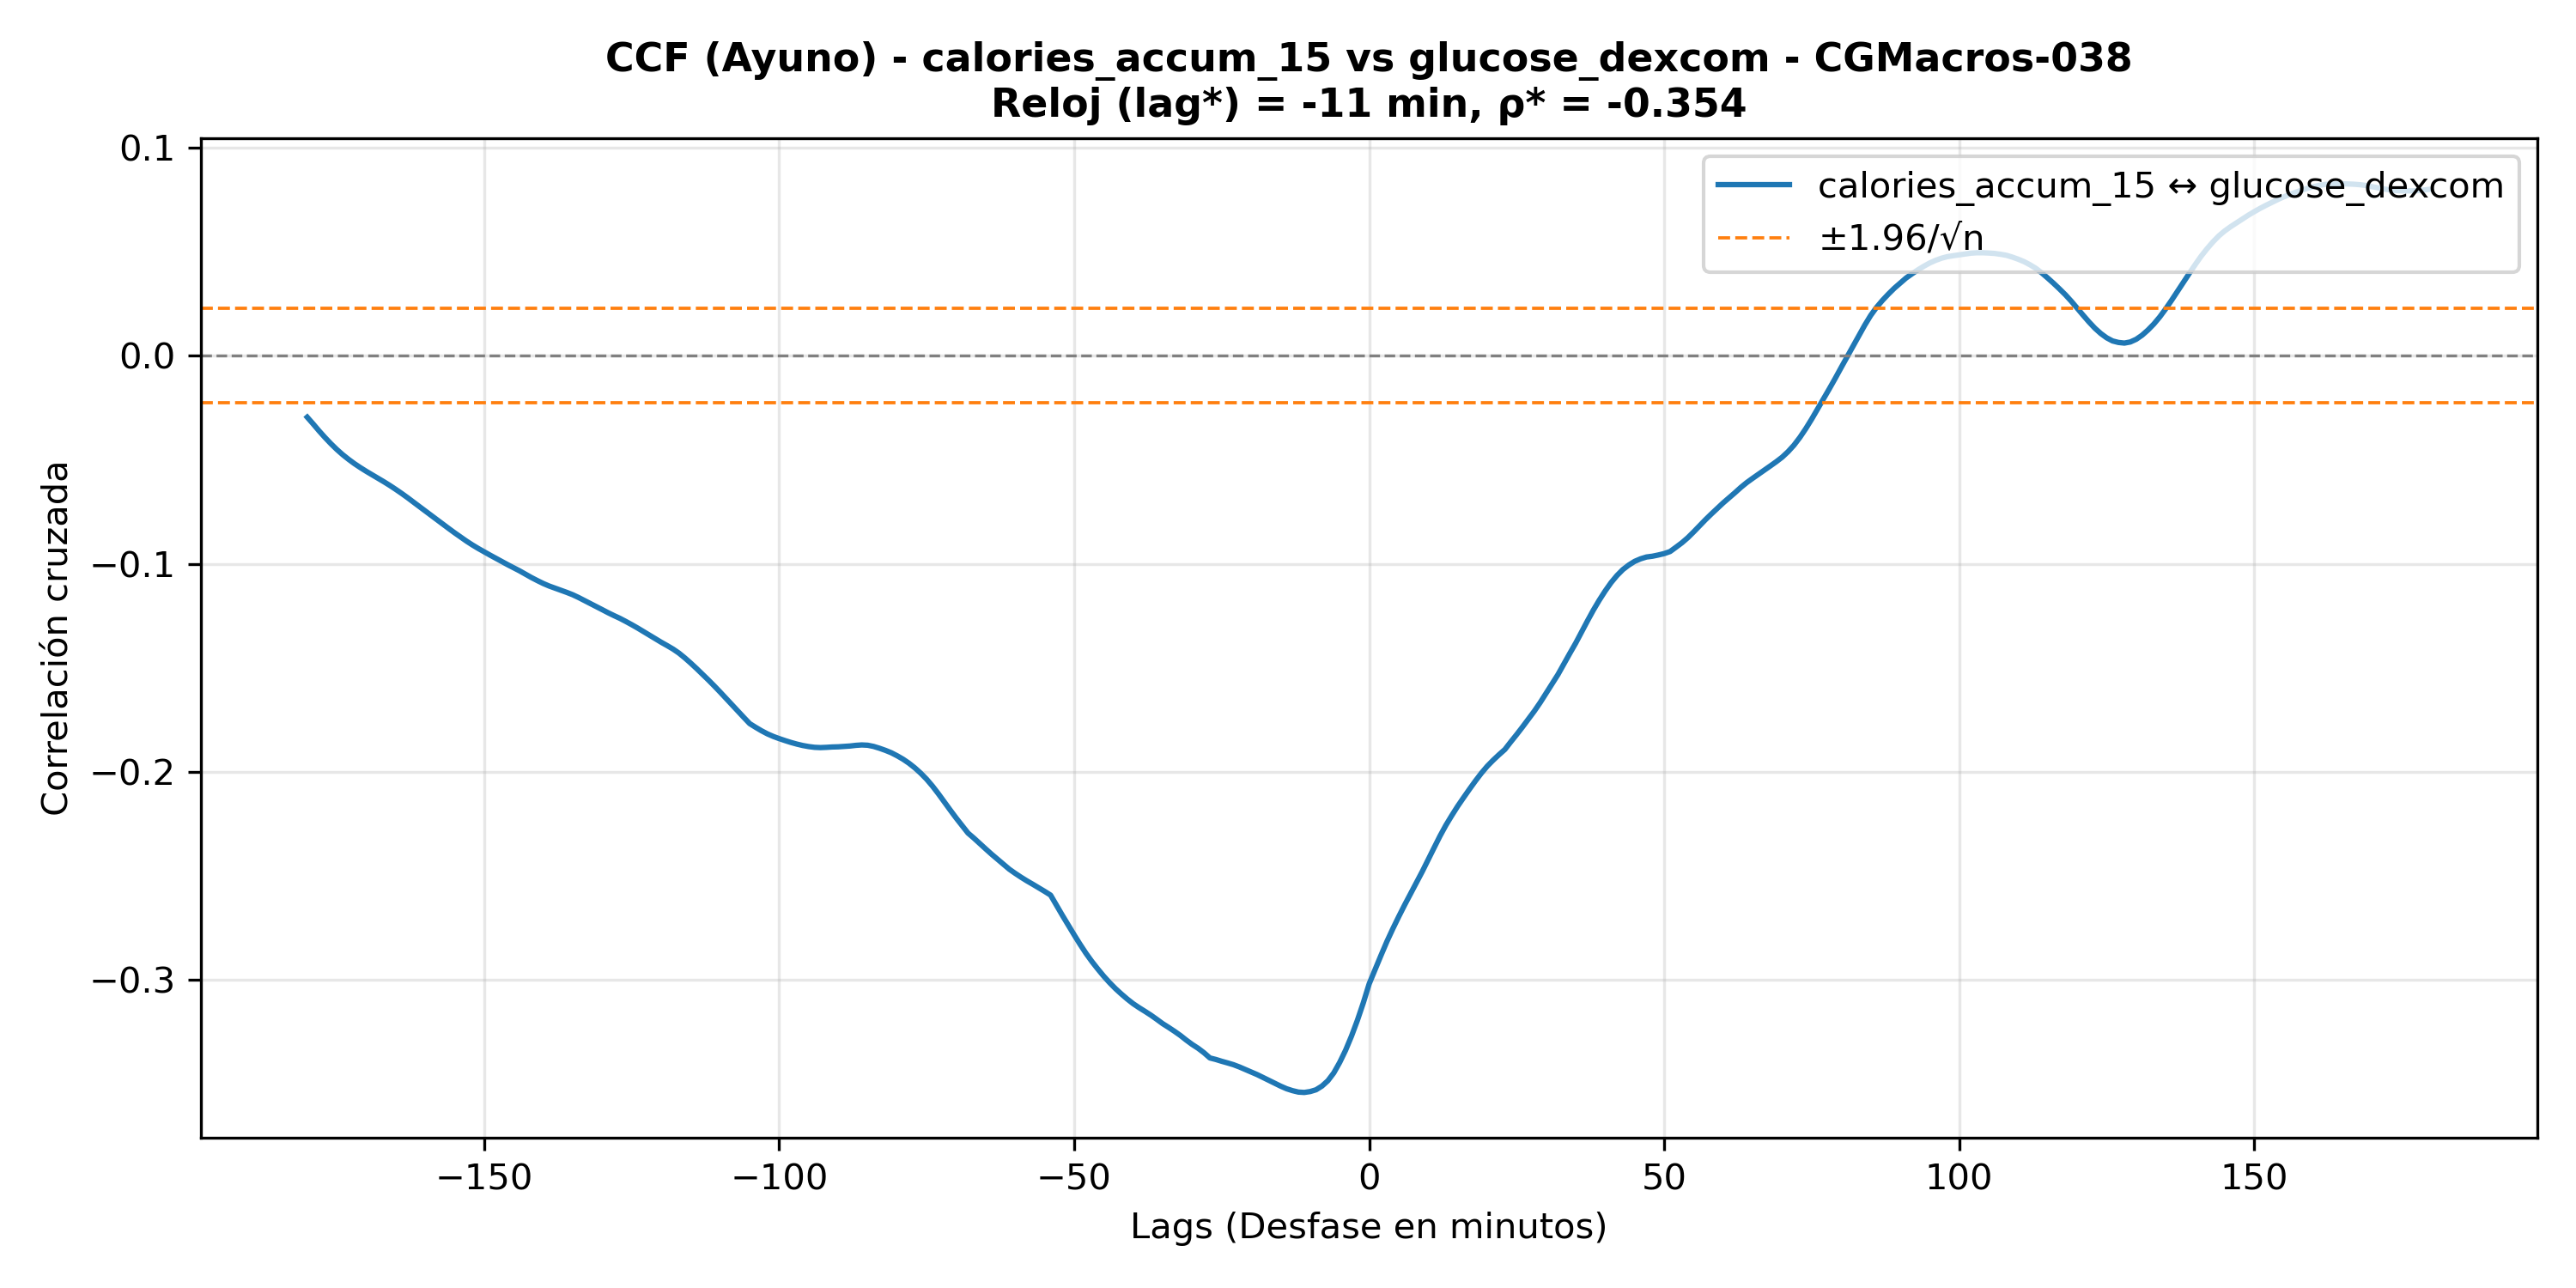 CCF (Ayuno) - calories_accum_15 vs glucose_dexcom - CGMacros-038
Reloj (lag*) = -11 min, ρ* = -0.354
calories_accum_15 ↔ glucose_dexcom
±1.96/√n
Correlación cruzada
0.1
0.0
−0.1
−0.2
−0.3
−150
−100
−50
0
50
100
150
Lags (Desfase en minutos)